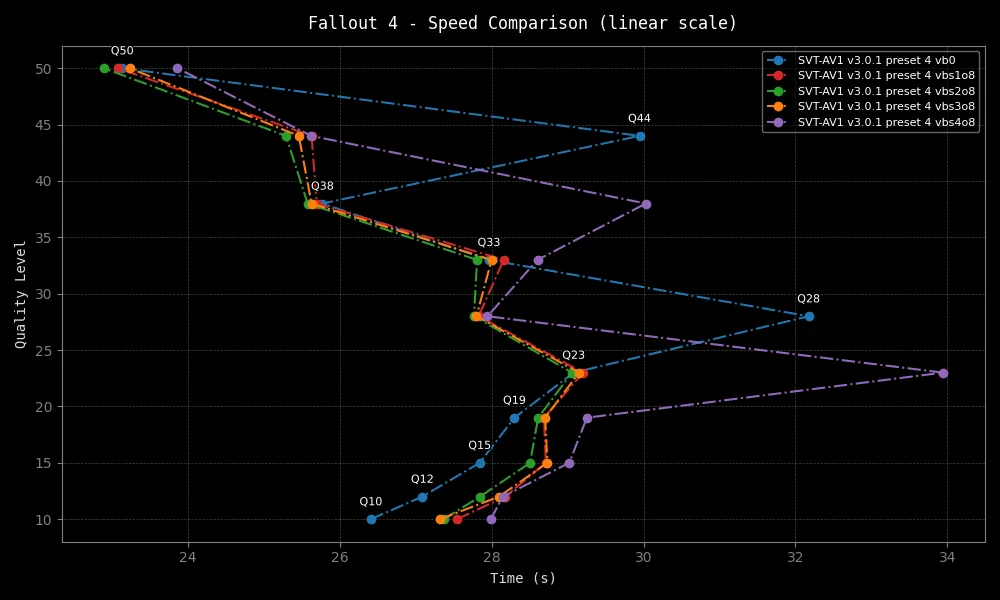 Fallout 4 - Speed Comparison (linear scale)
SVT-AV1 v3.0.1 preset 4 vb0
SVT-AV1 v3.0.1 preset 4 vbs1o8
SVT-AV1 v3.0.1 preset 4 vbs2o8
SVT-AV1 v3.0.1 preset 4 vbs3o8
SVT-AV1 v3.0.1 preset 4 vbs4o8
Q50
Q44
Q38
Q33
Q28
Q23
Q19
Q15
Q12
Q10
Quality Level
50
45
40
35
30
25
20
15
10
24 26 28 30 32 34
Time (s)